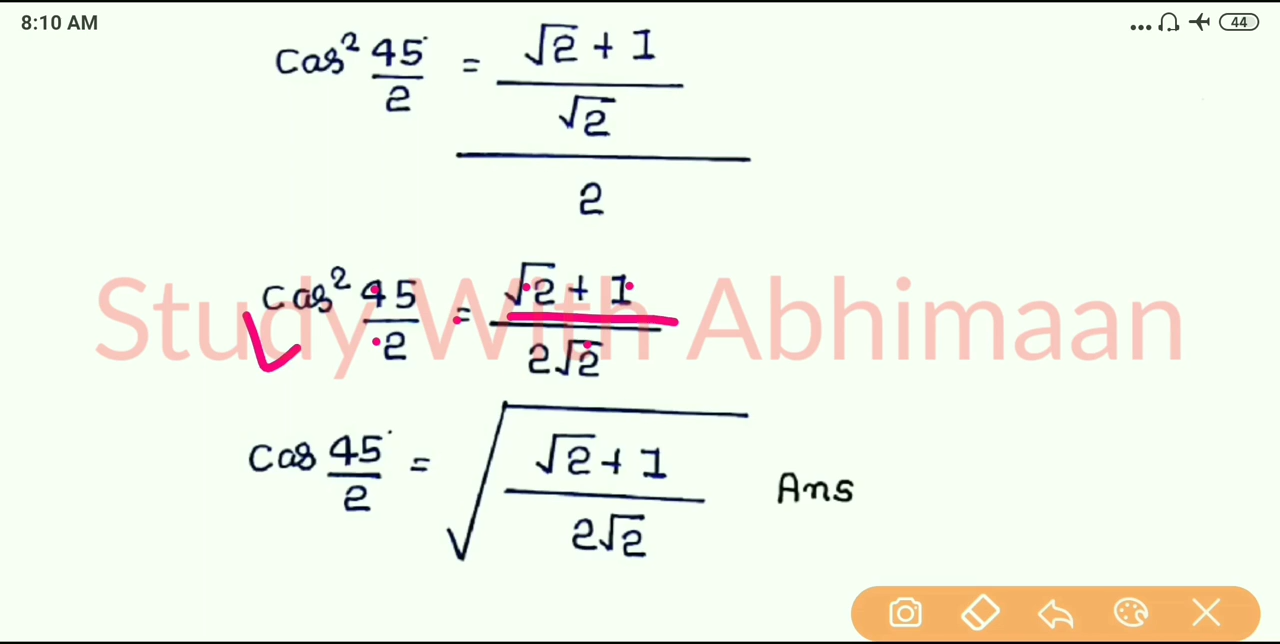 8:10 AM
... 44
cos² 45/2 = √2 + 1
√2
2
Study With Abhimaan
cos² 45/2 = √2 + 1
2√2
cos 45/2 = √ √2 + 1
2√2
Ans